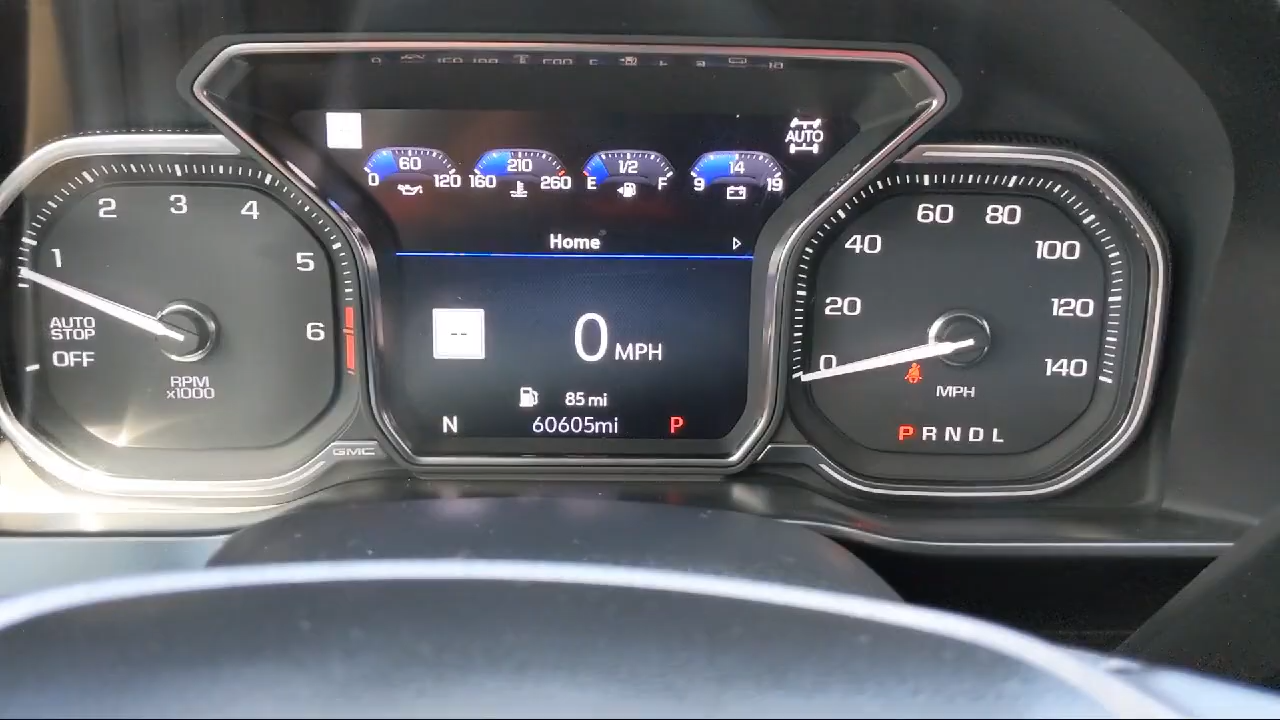 AUTO
60 210 1/2 14
0 120 160 260 E F 9 19
Home
--
0 MPH
85 mi
N 60605mi P
1 2 3 4 5 6
AUTO
STOP
OFF
RPM
x1000
GMC
0 20 40 60 80 100 120 140
MPH
P R N D L